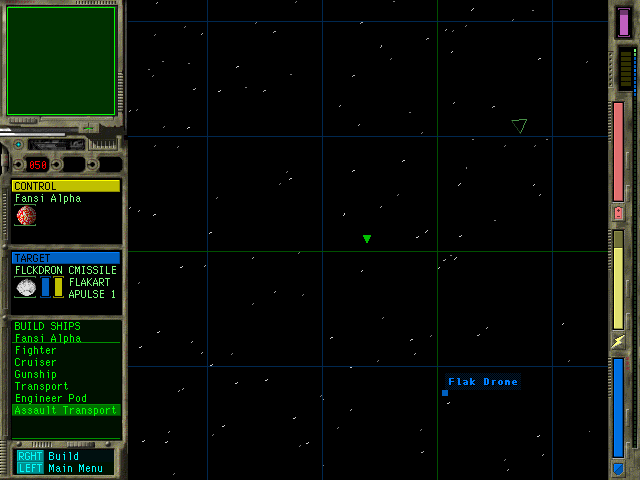 050
CONTROL
Fansi Alpha
TARGET
FLCKDRON CMISSILE
FLAKART
APULSE 1
BUILD SHIPS
Fansi Alpha
Fighter
Cruiser
Gunship
Transport
Engineer Pod
Assault Transport
RGHT Build
LEFT Main Menu
Flak Drone